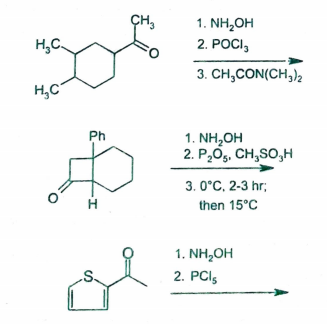 CH₃
H₃C
O
H₃C
1. NH₂OH
2. POCl₃
3. CH₃CON(CH₃)₂
Ph
O
H
1. NH₂OH
2. P₂O₅, CH₃SO₃H
3. 0°C, 2-3 hr;
then 15°C
O
S
1. NH₂OH
2. PCl₅